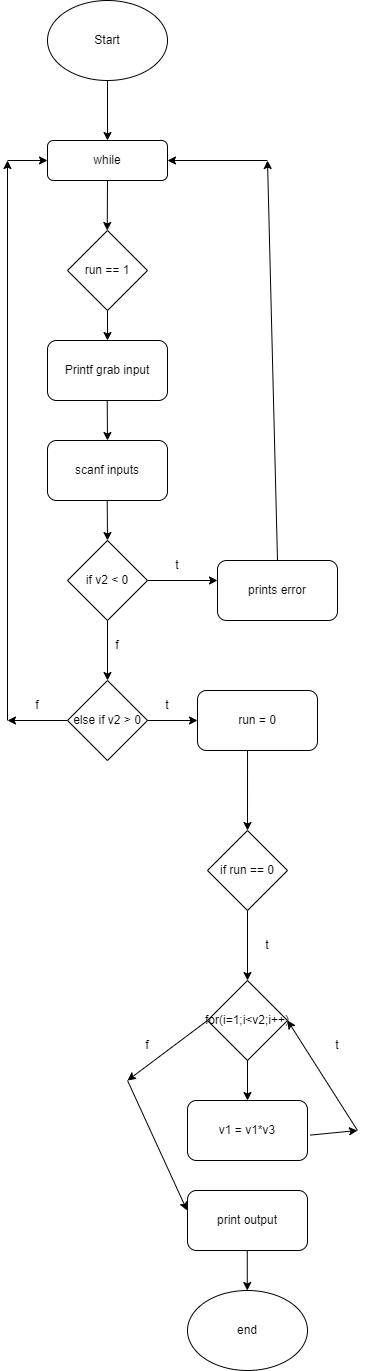 Start
while
run == 1
Printf grab input
scanf inputs
if v2 < 0
t
prints error
f
else if v2 > 0
f
t
run = 0
if run == 0
t
for(i=1;i<v2;i++)
f
t
v1 = v1*v3
print output
end